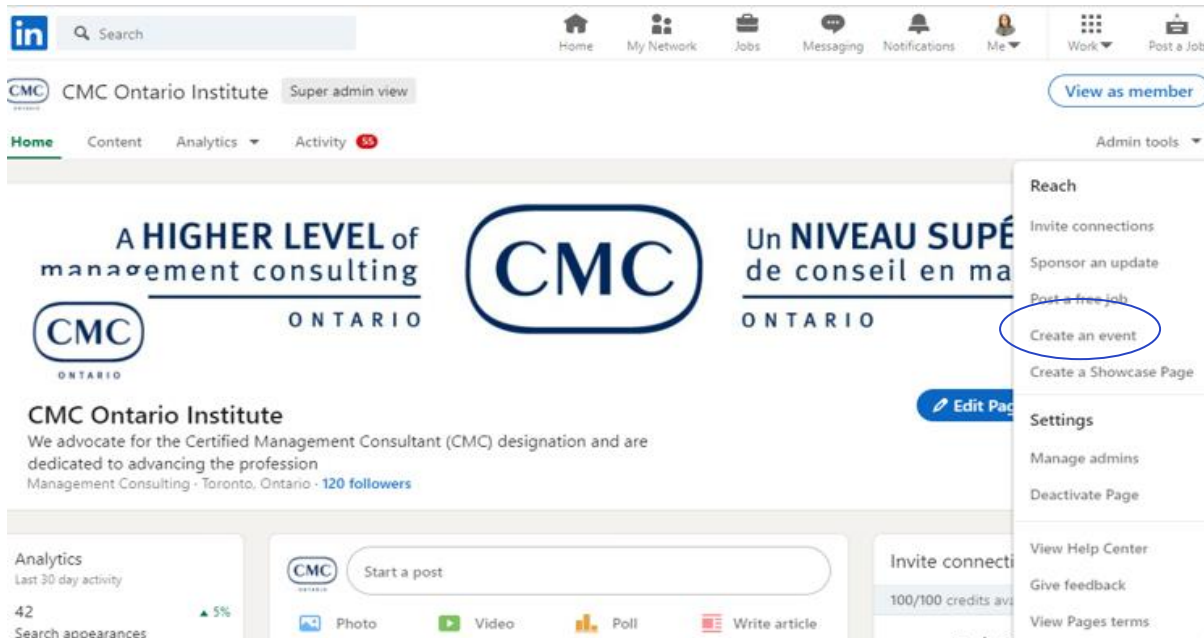 in Search Home My Network Jobs Messaging Notifications Me Work Post a Job
CMC ONTARIO CMC Ontario Institute Super admin view View as member
Home Content Analytics Activity 55 Admin tools
A HIGHER LEVEL of
management consulting
ONTARIO
CMC
Un NIVEAU SUPÉ
de conseil en ma
ONTARIO
CMC
ONTARIO
CMC Ontario Institute
We advocate for the Certified Management Consultant (CMC) designation and are
dedicated to advancing the profession
Management Consulting · Toronto, Ontario · 120 followers
Edit Pag
Reach
Invite connections
Sponsor an update
Post a free job
Create an event
Create a Showcase Page
Settings
Manage admins
Deactivate Page
View Help Center
Give feedback
View Pages terms
Analytics
Last 30 day activity
42 5%
Search appearances
CMC Start a post
Photo Video Poll Write article
Invite connecti
100/100 credits ava